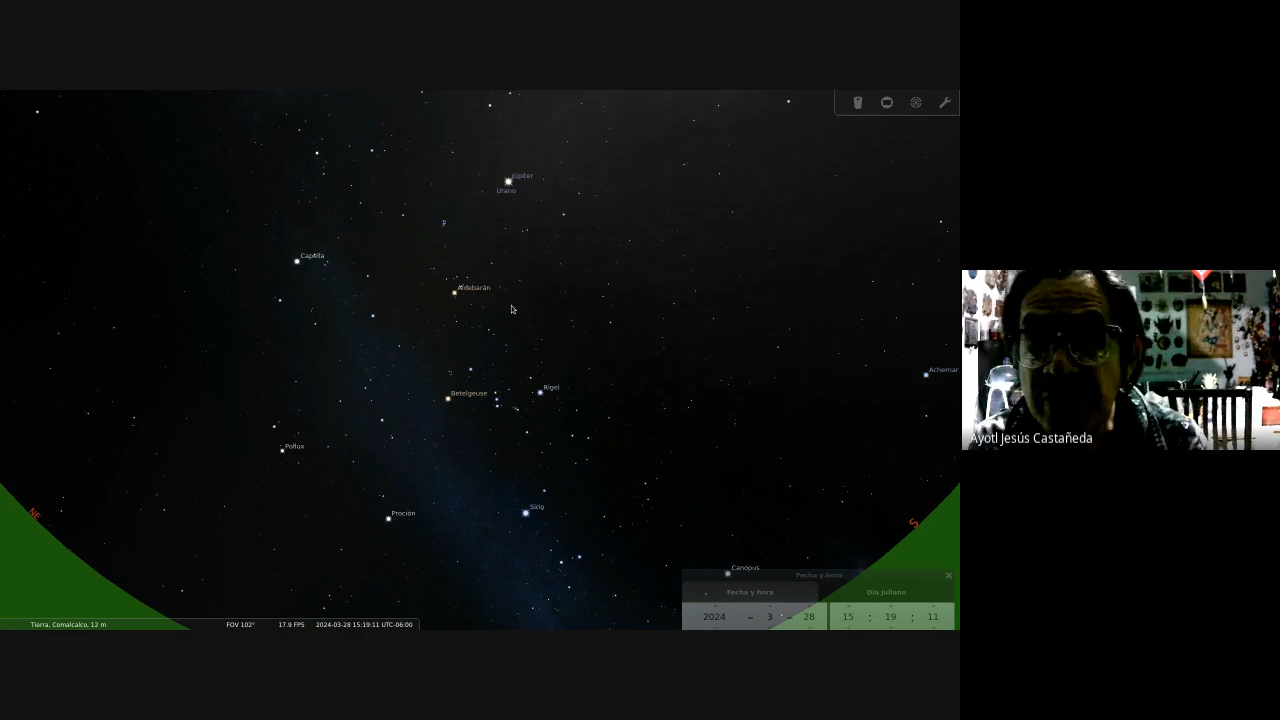 Júpiter
Urano
Capella
Aldebarán
Achernar
Rigel
Betelgeuse
Pollux
Sirio
Proción
NE
S
Canopus
Fecha y hora
Fecha y hora
Día Juliano
2024 – 3 – 28
15 : 19 : 11
Tierra, Comalcalco, 12 m
FOV 102°
17.9 FPS
2024-03-28 15:19:11 UTC-06:00
Ayotl Jesús Castañeda